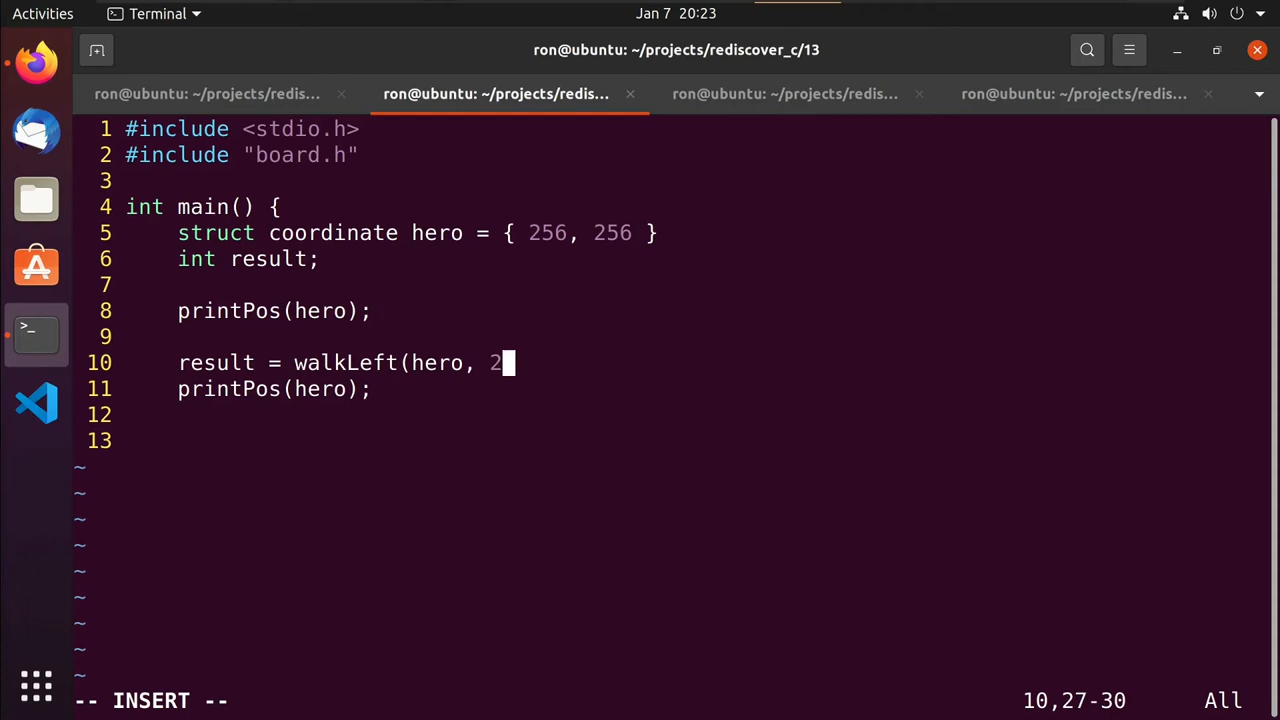 Activities Terminal Jan 7 20:23
ron@ubuntu: ~/projects/rediscover_c/13
ron@ubuntu: ~/projects/redis... × ron@ubuntu: ~/projects/redis... × ron@ubuntu: ~/projects/redis... × ron@ubuntu: ~/projects/redis... ×
1 #include <stdio.h>
2 #include "board.h"
3
4 int main() {
5     struct coordinate hero = { 256, 256 }
6     int result;
7
8     printPos(hero);
9
10     result = walkLeft(hero, 2
11     printPos(hero);
12
13
~
~
~
~
~
~
~
~
~
-- INSERT -- 10,27-30 All